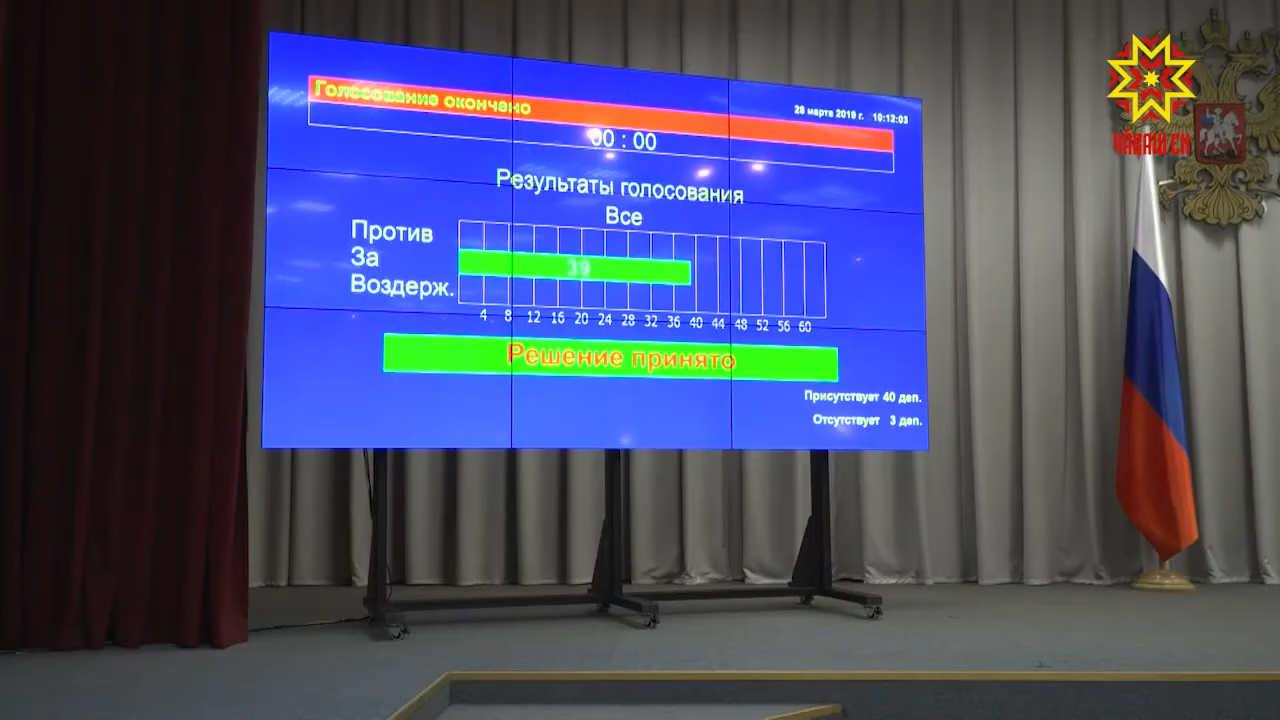 Голосование окончено
28 марта 2019 г. 10:12:03
00 : 00
Результаты голосования
Все
Против
За
39
Воздерж.
4 8 12 16 20 24 28 32 36 40 44 48 52 56 60
Решение принято
Присутствует 40 деп.
Отсутствует 3 деп.
ЧӐВАШ ЕН